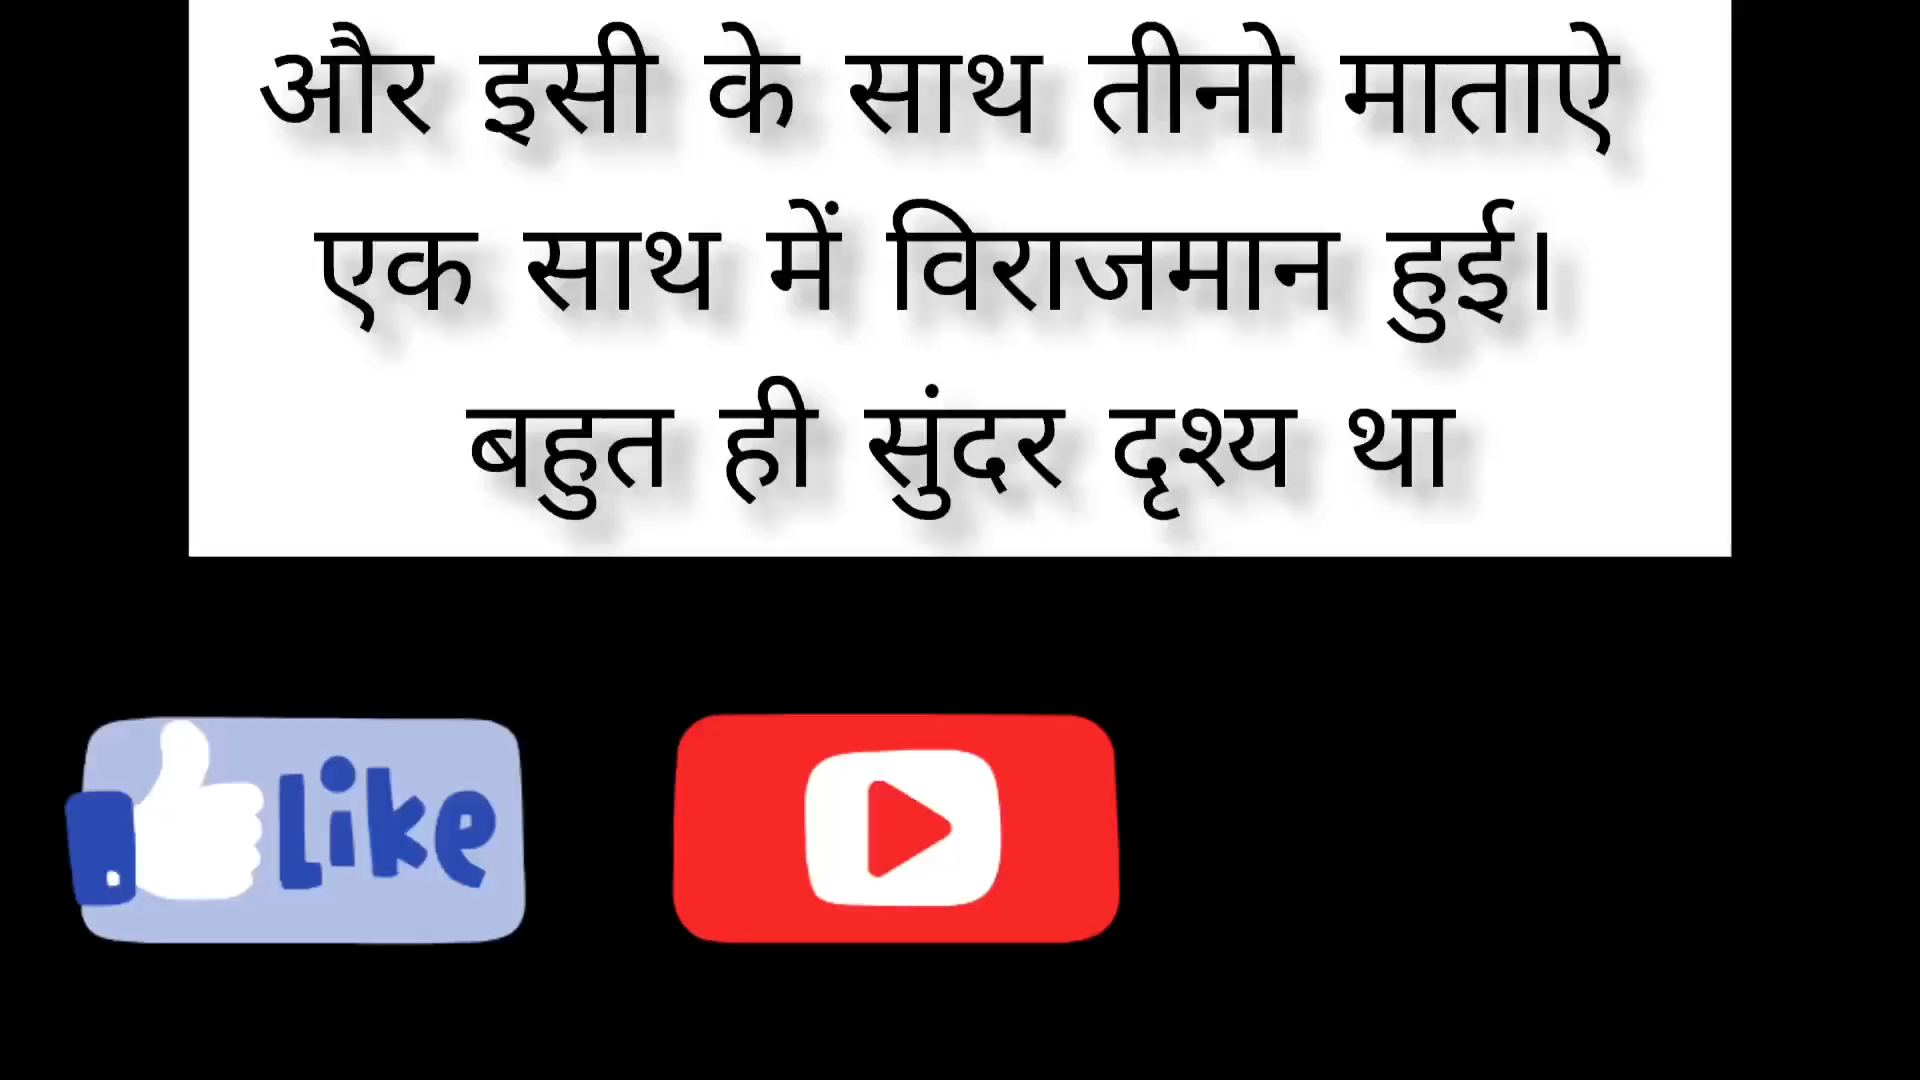 और इसी के साथ तीनो माताऐ
एक साथ में विराजमान हुई।
बहुत ही सुंदर दृश्य था
Like